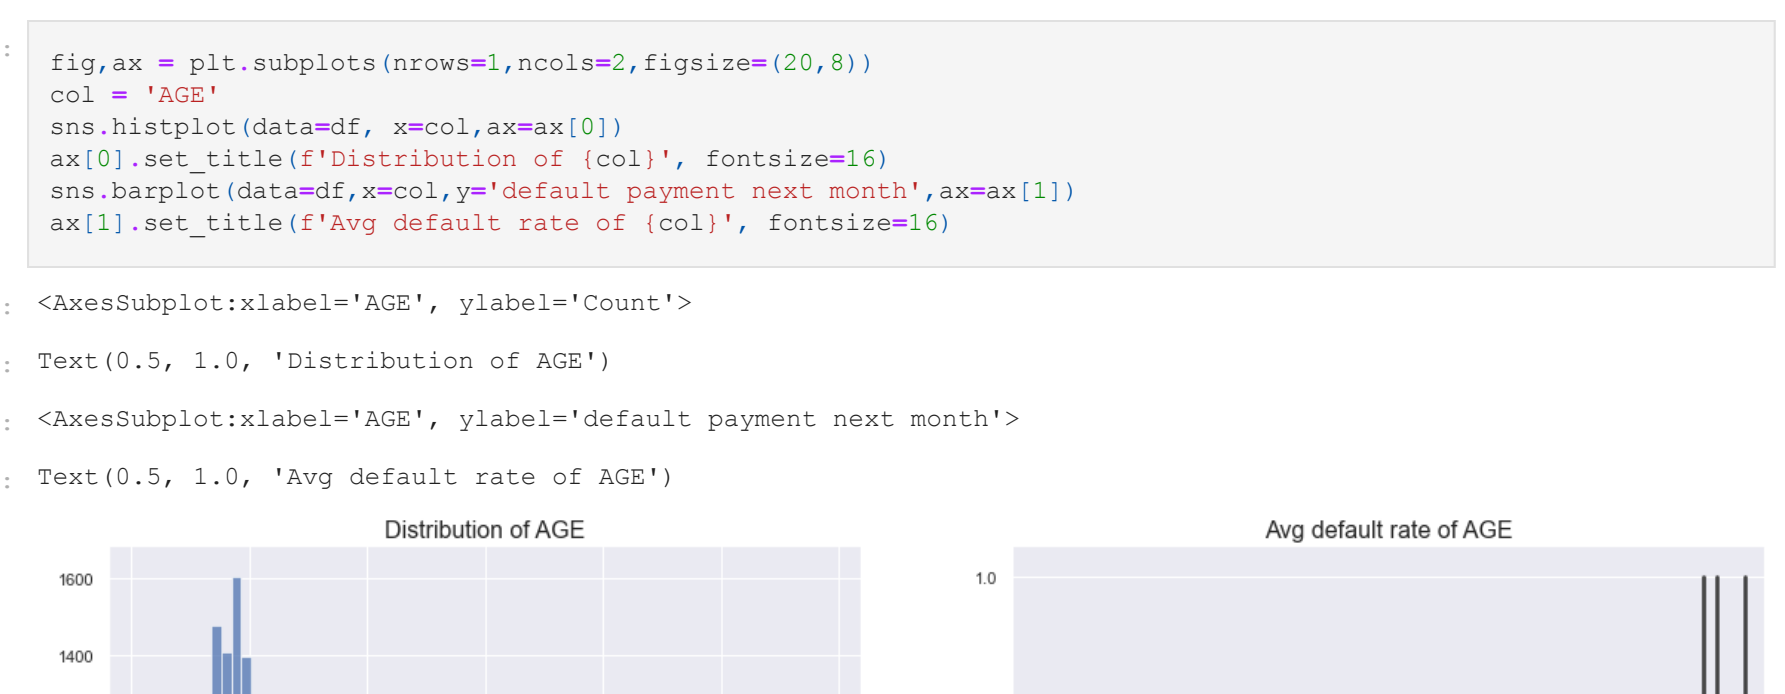 :
fig,ax = plt.subplots(nrows=1,ncols=2,figsize=(20,8))
col = 'AGE'
sns.histplot(data=df, x=col,ax=ax[0])
ax[0].set_title(f'Distribution of {col}', fontsize=16)
sns.barplot(data=df,x=col,y='default payment next month',ax=ax[1])
ax[1].set_title(f'Avg default rate of {col}', fontsize=16)
: <AxesSubplot:xlabel='AGE', ylabel='Count'>
: Text(0.5, 1.0, 'Distribution of AGE')
: <AxesSubplot:xlabel='AGE', ylabel='default payment next month'>
: Text(0.5, 1.0, 'Avg default rate of AGE')
Distribution of AGE
1600
1400
Avg default rate of AGE
1.0